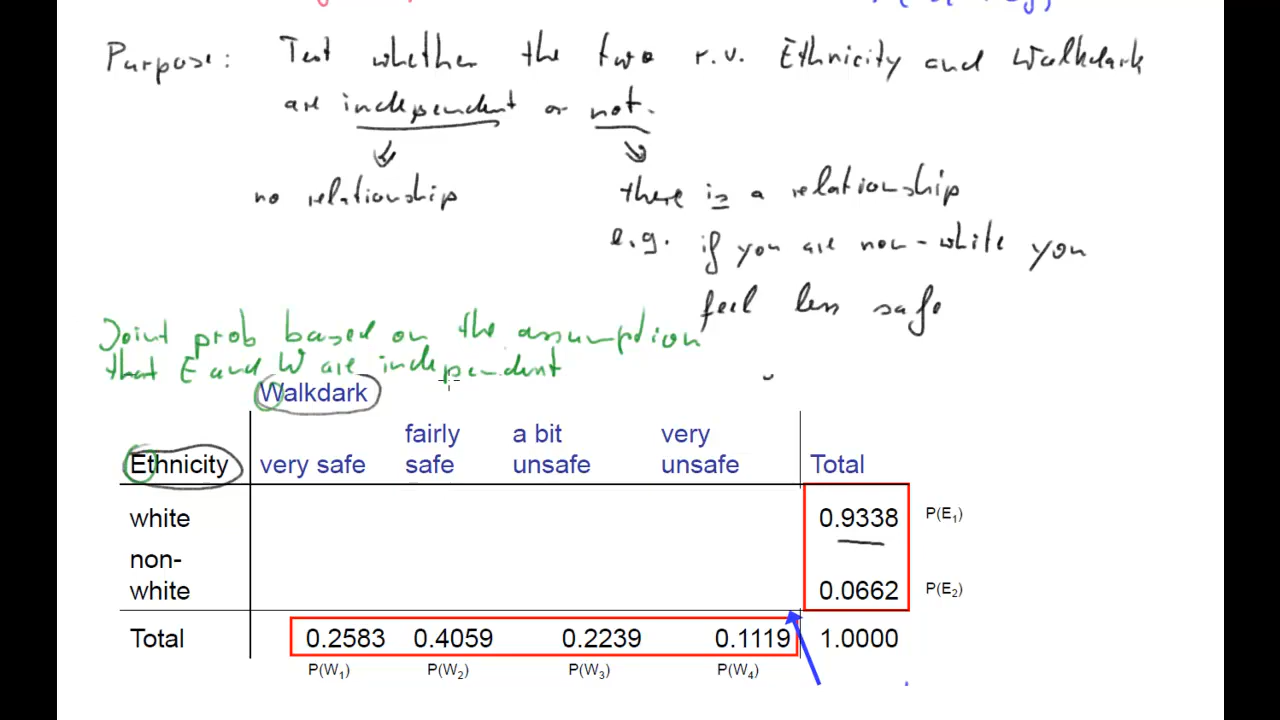 Purpose: Test whether the two r.v. Ethnicity and Walkdark
are independent or not.
no relationship there is a relationship
e.g. if you are non-white you
feel less safe
Joint prob based on the assumption
that E and W are independent
Walkdark
Ethnicity very safe fairly safe a bit unsafe very unsafe Total
white 0.9338 P(E1)
non-white 0.0662 P(E2)
Total 0.2583 0.4059 0.2239 0.1119 1.0000
P(W1) P(W2) P(W3) P(W4)